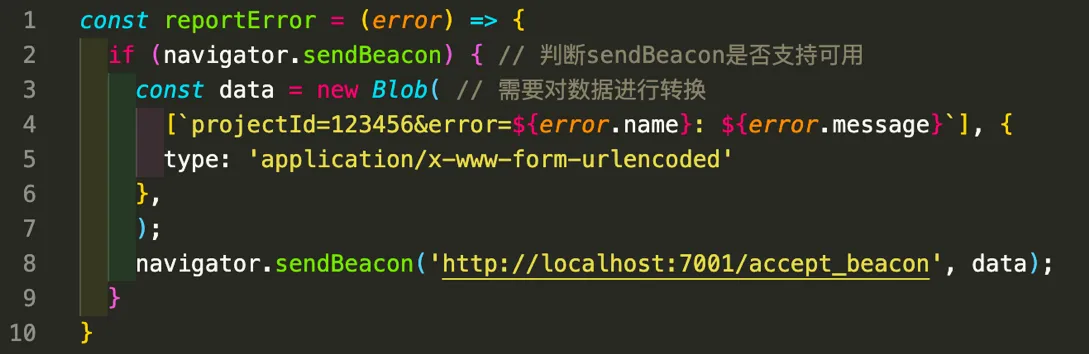 1 const reportError = (error) => {
2 if (navigator.sendBeacon) { // 判断sendBeacon是否支持可用
3 const data = new Blob( // 需要对数据进行转换
4 [`projectId=123456&error=${error.name}: ${error.message}`], {
5 type: 'application/x-www-form-urlencoded'
6 },
7 );
8 navigator.sendBeacon('http://localhost:7001/accept_beacon', data);
9 }
10 }